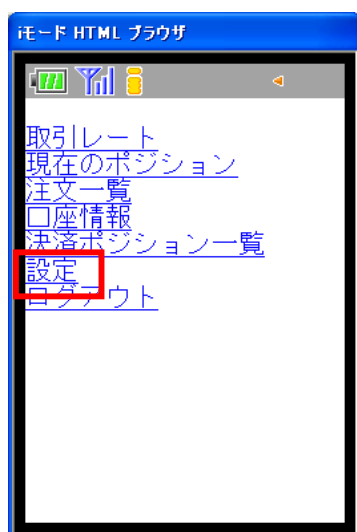 iモード HTML ブラウザ
取引レート
現在のポジション
注文一覧
口座情報
決済ポジション一覧
設定
ログアウト